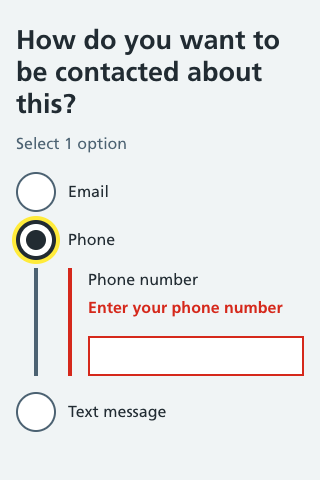 How do you want to
be contacted about
this?
Select 1 option
Email
Phone
Phone number
Enter your phone number
Text message